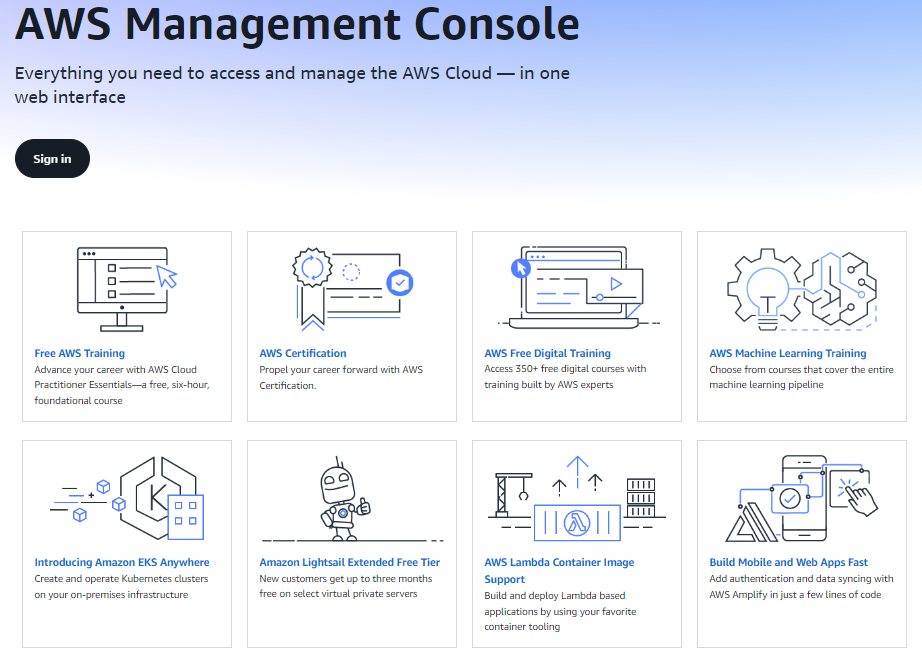 AWS Management Console
Everything you need to access and manage the AWS Cloud — in one
web interface
Sign in
Free AWS Training
Advance your career with AWS Cloud
Practitioner Essentials—a free, six-hour,
foundational course
AWS Certification
Propel your career forward with AWS
Certification.
AWS Free Digital Training
Access 350+ free digital courses with
training built by AWS experts
AWS Machine Learning Training
Choose from courses that cover the entire
machine learning pipeline
Introducing Amazon EKS Anywhere
Create and operate Kubernetes clusters
on your on-premises infrastructure
Amazon Lightsail Extended Free Tier
New customers get up to three months
free on select virtual private servers
AWS Lambda Container Image
Support
Build and deploy Lambda based
applications by using your favorite
container tooling
Build Mobile and Web Apps Fast
Add authentication and data syncing with
AWS Amplify in just a few lines of code